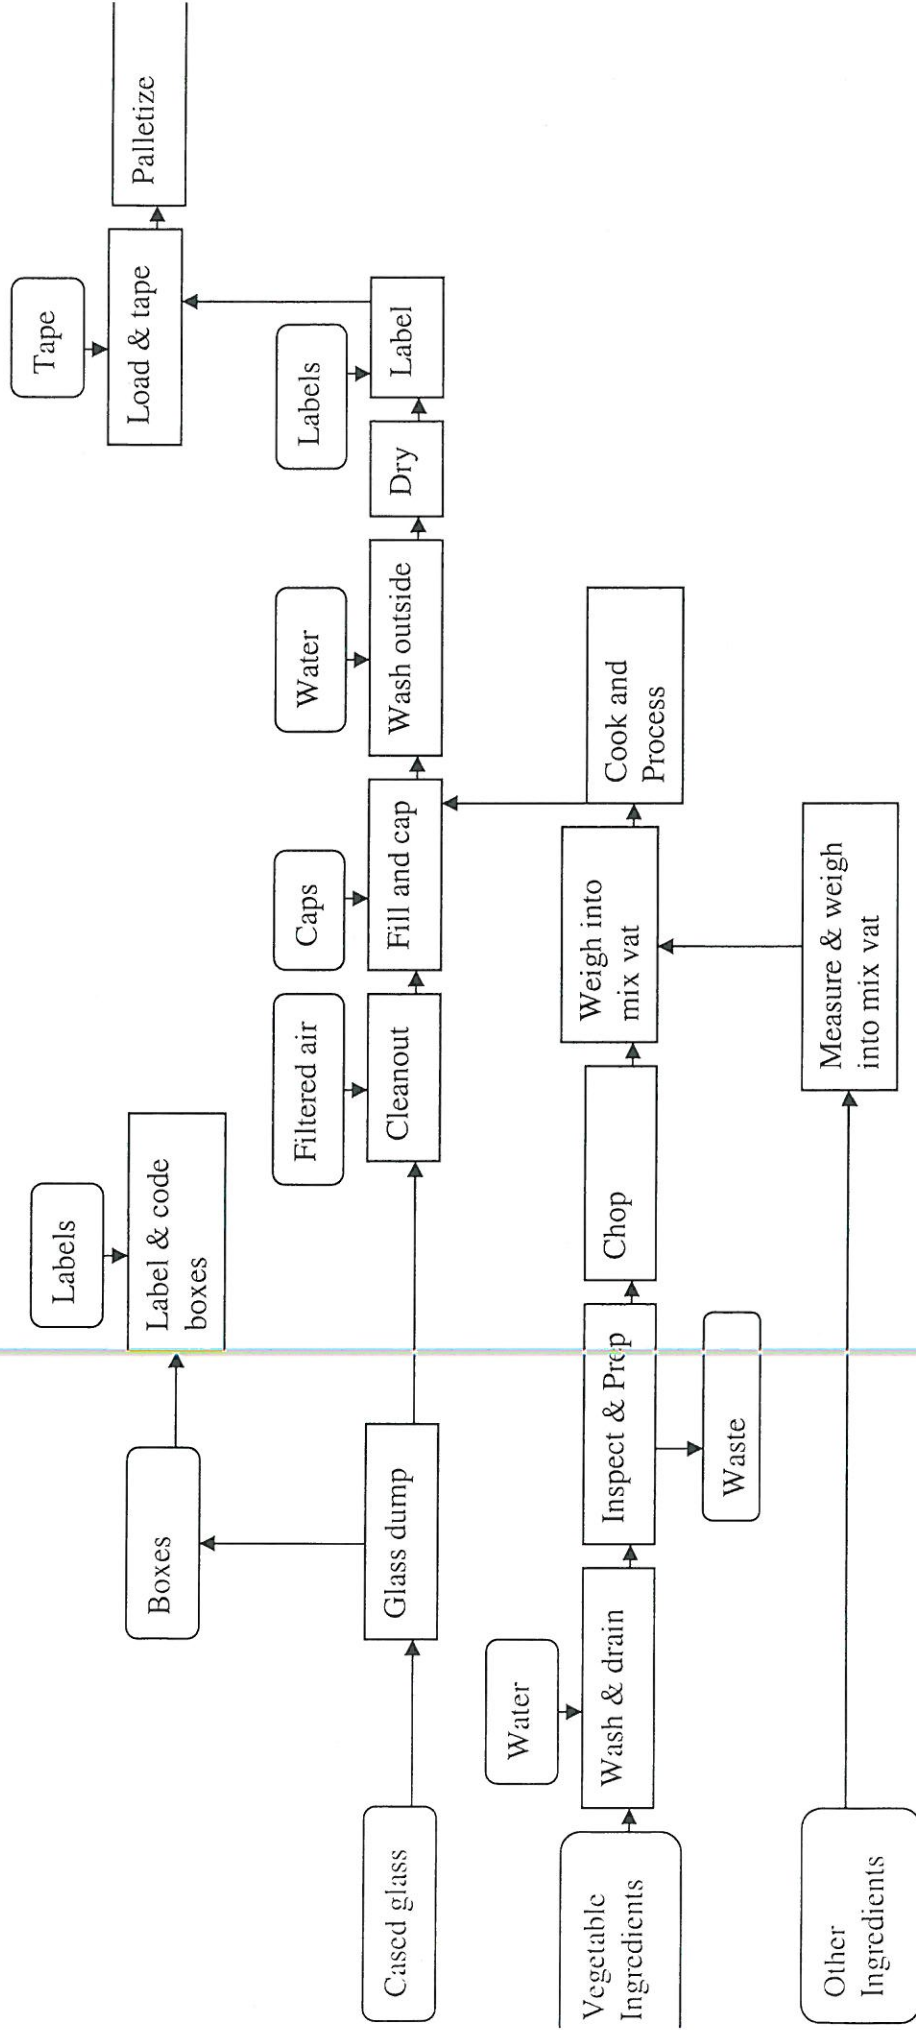 Tape
Labels
Boxes
Label & code
boxes
Load & tape
Palletize
Filtered air
Caps
Water
Labels
Cased glass
Glass dump
Cleanout
Fill and cap
Wash outside
Dry
Label
Water
Vegetable
Ingredients
Wash & drain
Inspect & Prep
Chop
Weigh into
mix vat
Cook and
Process
Waste
Other
Ingredients
Measure & weigh
into mix vat